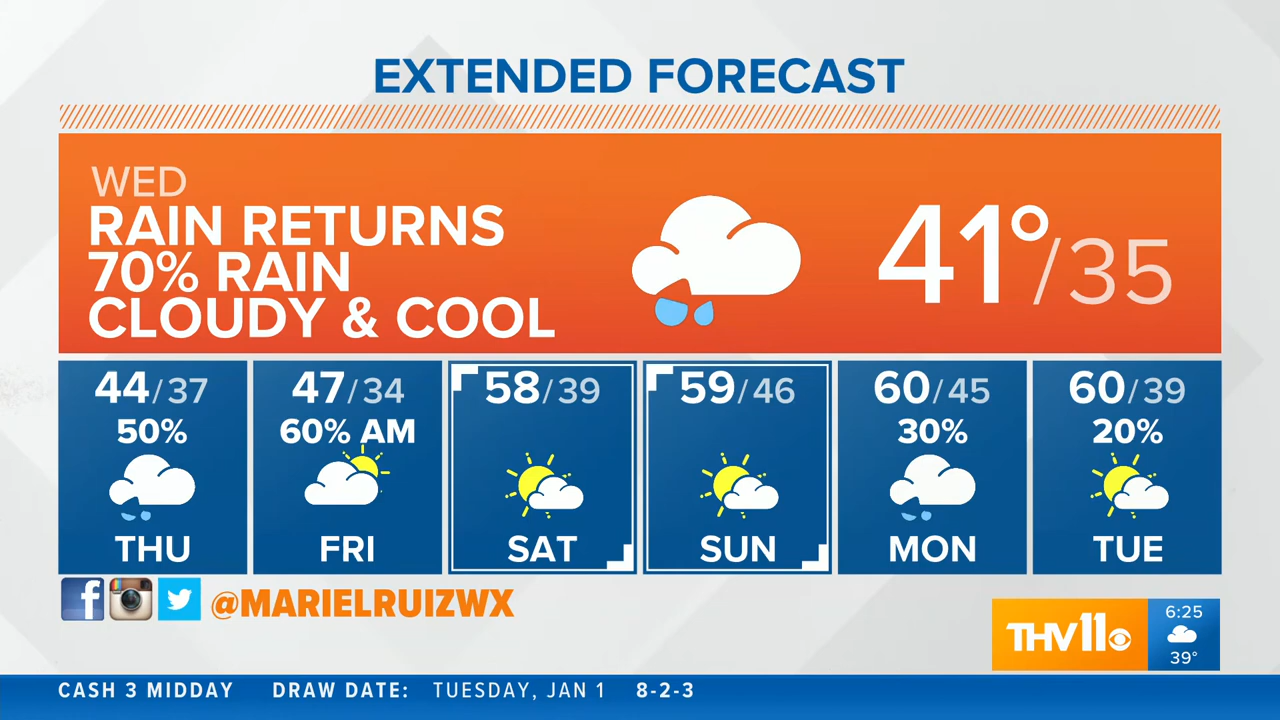 EXTENDED FORECAST
WED
RAIN RETURNS
70% RAIN
CLOUDY & COOL
41°/35
44/37
50%
THU
47/34
60% AM
FRI
58/39
SAT
59/46
SUN
60/45
30%
MON
60/39
20%
TUE
@MARIELRUIZWX
THV11
6:25
39°
CASH 3 MIDDAY DRAW DATE: TUESDAY, JAN 1 8-2-3